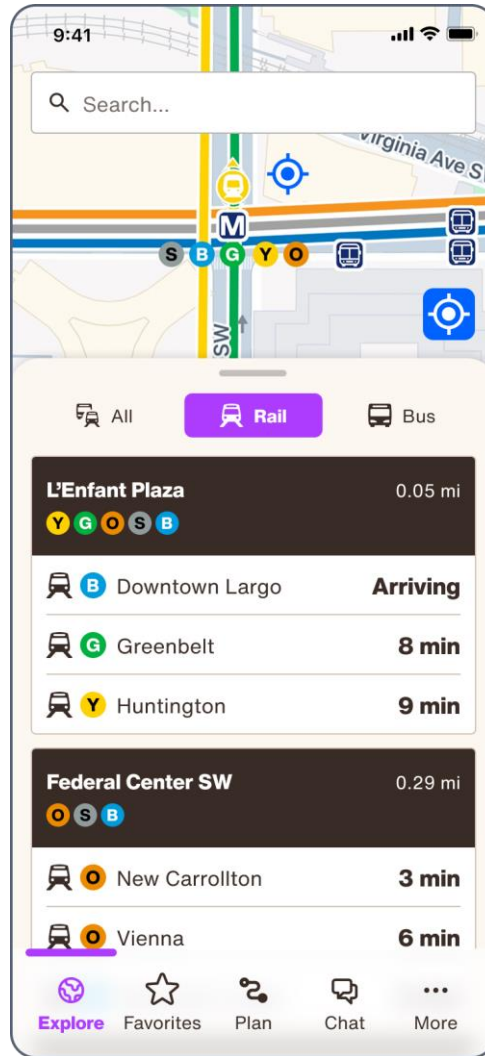 9:41
Search...
Virginia Ave S
M
S B G Y O
SW
All Rail Bus
L'Enfant Plaza 0.05 mi
Y G O S B
B Downtown Largo Arriving
G Greenbelt 8 min
Y Huntington 9 min
Federal Center SW 0.29 mi
O S B
O New Carrollton 3 min
O Vienna 6 min
Explore Favorites Plan Chat More